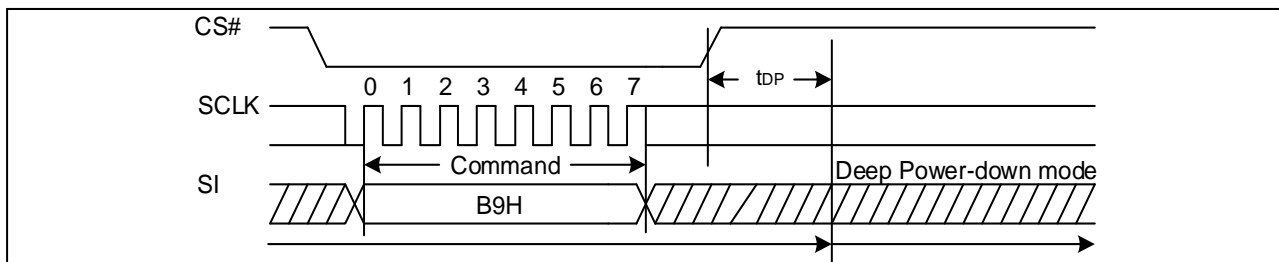 CS#
tDP
0 1 2 3 4 5 6 7
SCLK
Command
Deep Power-down mode
SI
B9H